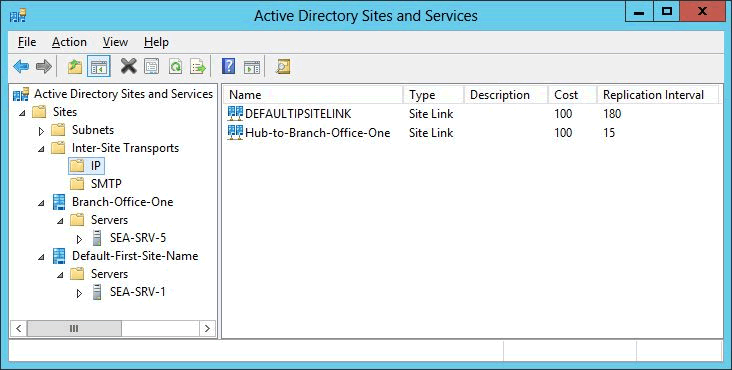 Active Directory Sites and Services
File Action View Help
Active Directory Sites and Services
Sites
Subnets
Inter-Site Transports
IP
SMTP
Branch-Office-One
Servers
SEA-SRV-5
Default-First-Site-Name
Servers
SEA-SRV-1
Name Type Description Cost Replication Interval
DEFAULTIPSITELINK Site Link 100 180
Hub-to-Branch-Office-One Site Link 100 15